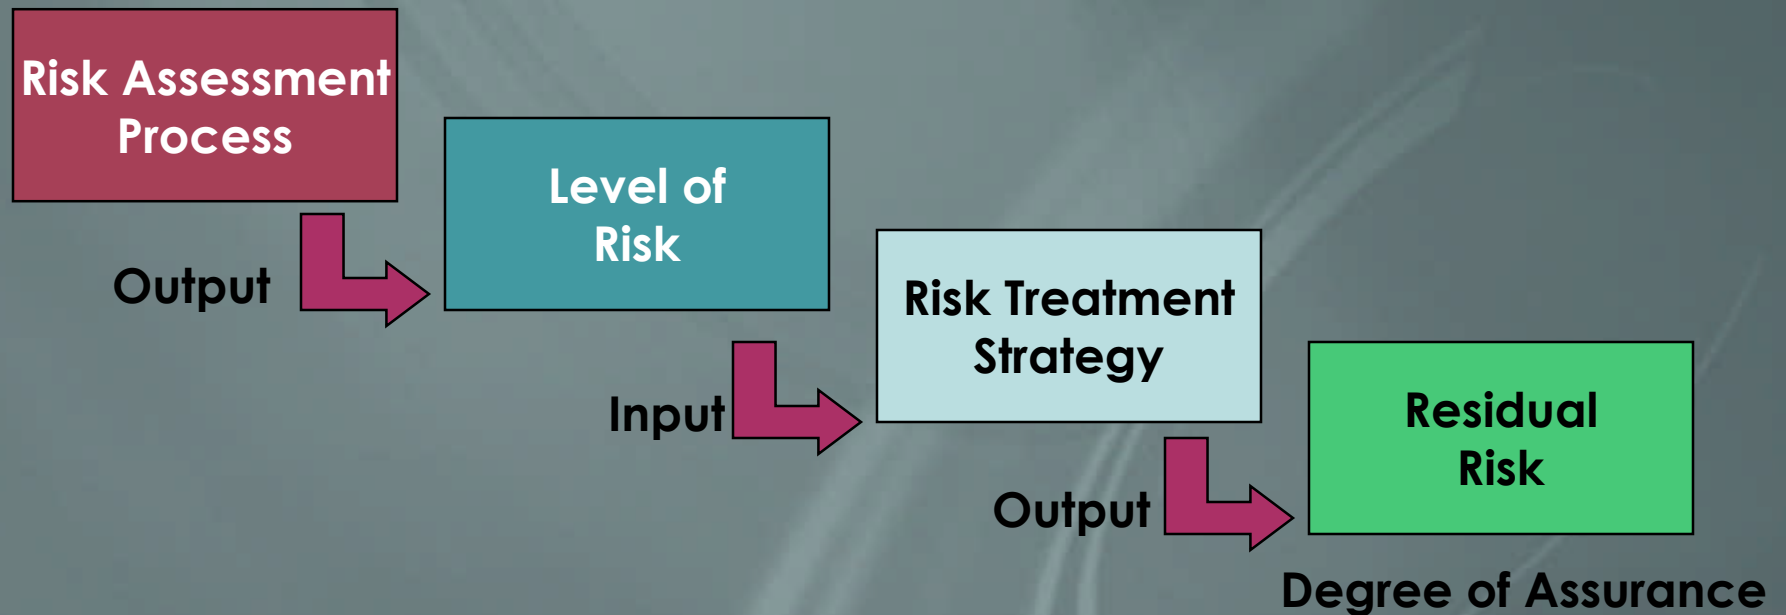 Risk Assessment
Process
Output
Level of
Risk
Input
Risk Treatment
Strategy
Output
Residual
Risk
Degree of Assurance